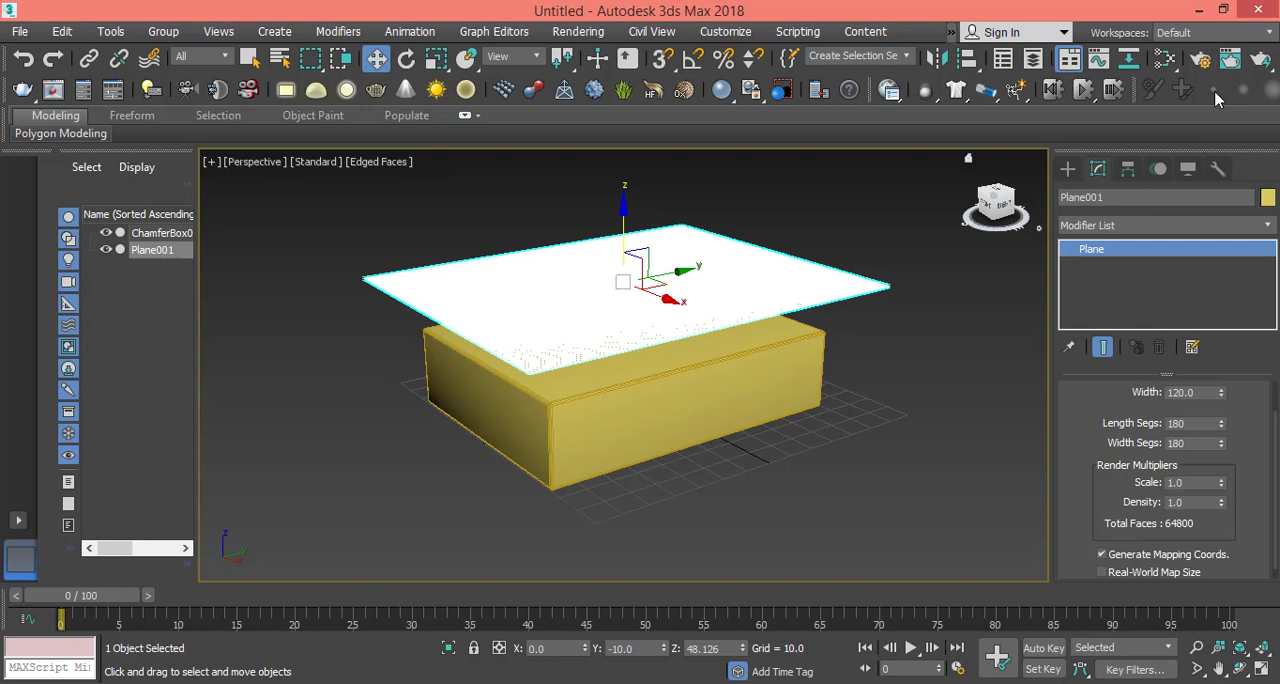 Untitled - Autodesk 3ds Max 2018
File Edit Tools Group Views Create Modifiers Animation Graph Editors Rendering Civil View Customize Scripting Content » Sign In Workspaces: Default
All View Create Selection Se
Modeling Freeform Selection Object Paint Populate
Polygon Modeling
Select Display
Name (Sorted Ascending
ChamferBox0
Plane001
[+] [Perspective] [Standard] [Edged Faces]
z
y
x
Plane001
Modifier List
Plane
Width: 120.0
Length Segs: 180
Width Segs: 180
Render Multipliers
Scale: 1.0
Density: 1.0
Total Faces : 64800
Generate Mapping Coords.
Real-World Map Size
z
< 0 / 100 >
0 5 10 15 20 25 30 35 40 45 50 55 60 65 70 75 80 85 90 95 100
1 Object Selected X: 0.0 Y: -10.0 Z: 48.126 Grid = 10.0 Auto Key Selected
MAXScript Mi Click and drag to select and move objects Add Time Tag 0 Set Key Key Filters...